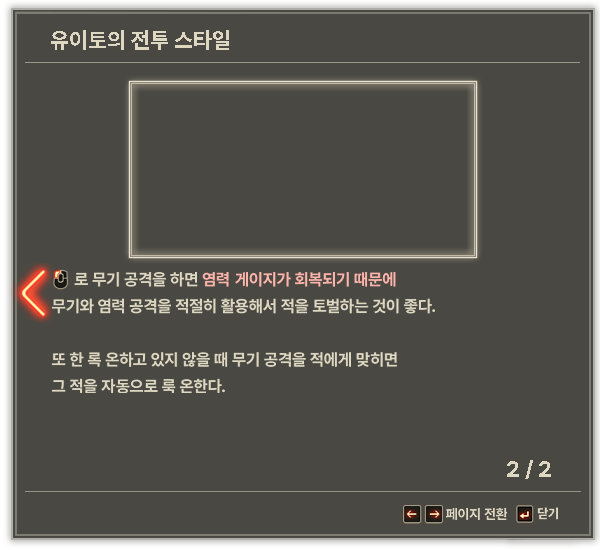 유이토의 전투 스타일
로 무기 공격을 하면 염력 게이지가 회복되기 때문에
무기와 염력 공격을 적절히 활용해서 적을 토벌하는 것이 좋다.
또 한 록 온하고 있지 않을 때 무기 공격을 적에게 맞히면
그 적을 자동으로 록 온한다.
2 / 2
페이지 전환 닫기